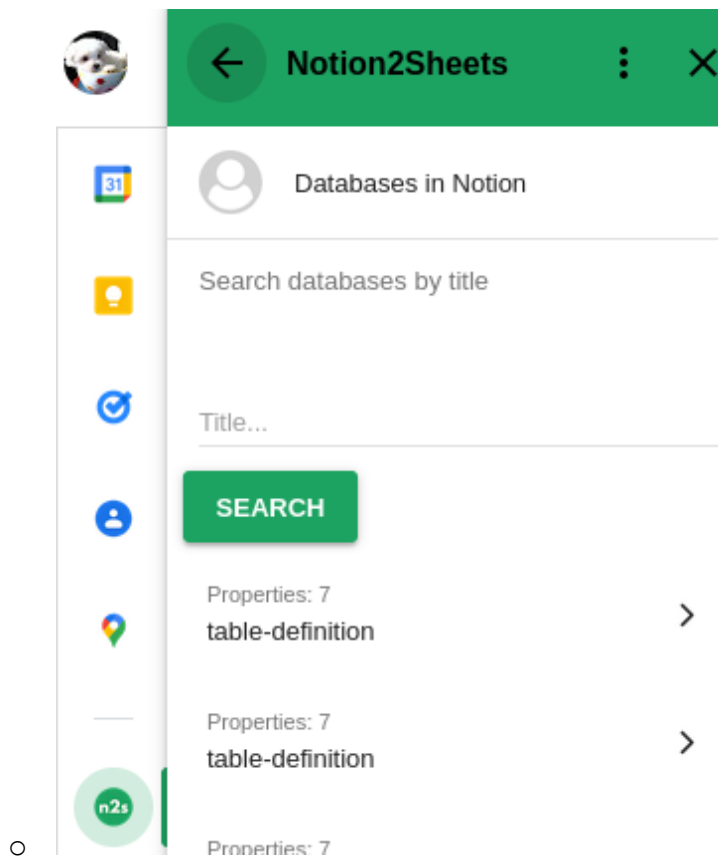 Notion2Sheets
31
Databases in Notion
Search databases by title
Title...
SEARCH
Properties: 7
table-definition
Properties: 7
table-definition
n2s
Properties: 7